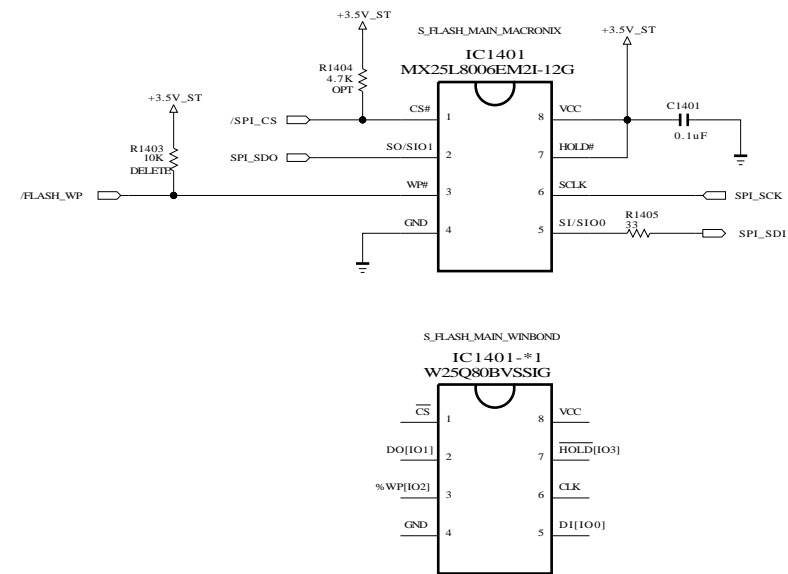 +3.5V_ST
S_FLASH_MAIN_MACRONIX
+3.5V_ST
IC1401
MX25L8006EM2I-12G
R1404
4.7K
OPT
+3.5V_ST
R1403
10K
DELETE
/SPI_CS
CS#
1
8
VCC
C1401
0.1uF
SPI_SDO
SO/SIO1
2
7
HOLD#
/FLASH_WP
WP#
3
6
SCLK
SPI_SCK
GND
4
5
SI/SIO0
R1405
33
SPI_SDI
S_FLASH_MAIN_WINBOND
IC1401-*1
W25Q80BVSSIG
CS
1
8
VCC
DO[IO1]
2
7
HOLD[IO3]
%WP[IO2]
3
6
CLK
GND
4
5
DI[IO0]